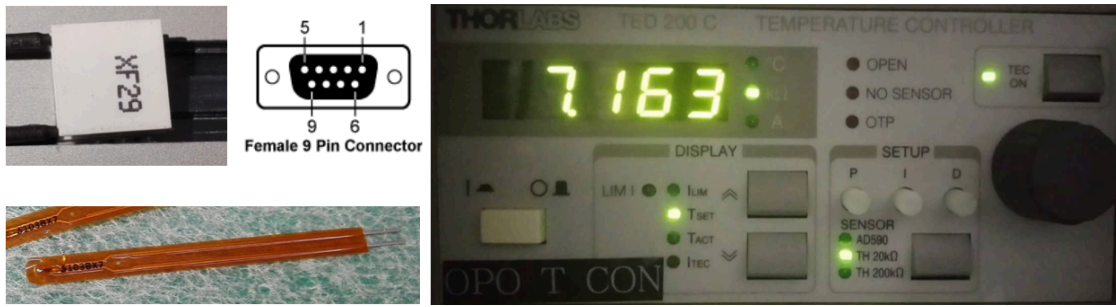 XF29
5 1
9 6
Female 9 Pin Connector
5103BX7
5103BX7
THORLABS TED 200 C TEMPERATURE CONTROLLER
7.163
°C
kΩ
A
OPEN
NO SENSOR
OTP
TEC
ON
DISPLAY
LIM I
ILIM
TSET
TACT
ITEC
SETUP
P I D
SENSOR
AD590
TH 20kΩ
TH 200kΩ
I O
OPO T CON